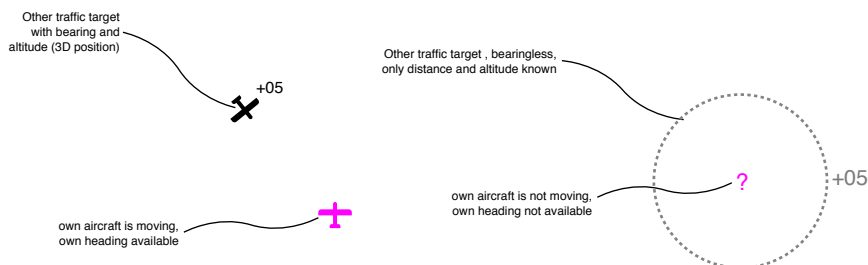 Other traffic target
with bearing and
altitude (3D position)
+05
Other traffic target , bearingless,
only distance and altitude known
own aircraft is not moving,
own heading not available
?
+05
own aircraft is moving,
own heading available